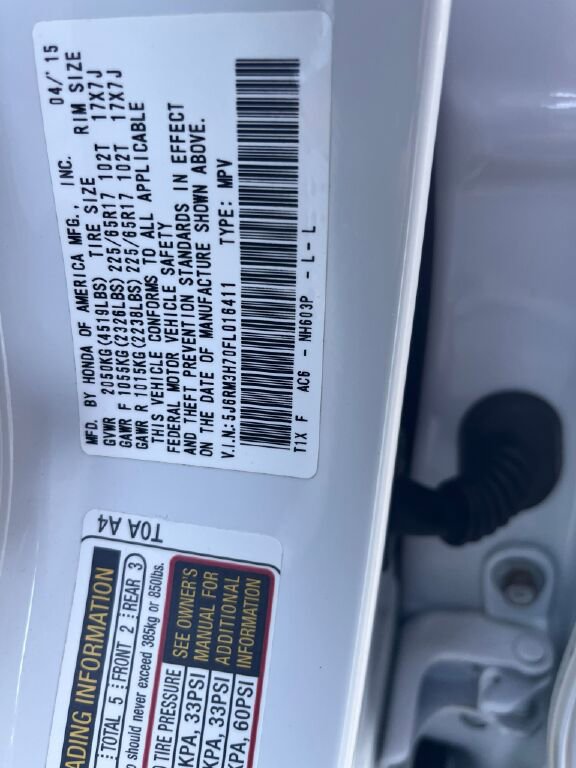 MFD. BY HONDA OF AMERICA MFG., INC. 04/'15
GVWR 2050KG(4519LBS) TIRE SIZE RIM SIZE
GAWR F 1055KG(2326LBS) 225/65R17 102T 17X7J
GAWR R 1015KG(2238LBS) 225/65R17 102T 17X7J
THIS VEHICLE CONFORMS TO ALL APPLICABLE
FEDERAL MOTOR VEHICLE SAFETY
AND THEFT PREVENTION STANDARDS IN EFFECT
ON THE DATE OF MANUFACTURE SHOWN ABOVE.
V.I.N.:5J6RM3H70FL016411 TYPE: MPV
T1X F AC6 - NH603P - L - L
T0A A4
ADING INFORMATION
TOTAL 5 FRONT 2 REAR 3
should never exceed 385kg or 850lbs.
TIRE PRESSURE SEE OWNER'S
KPA, 33PSI MANUAL FOR
KPA, 33PSI ADDITIONAL
KPA, 60PSI INFORMATION